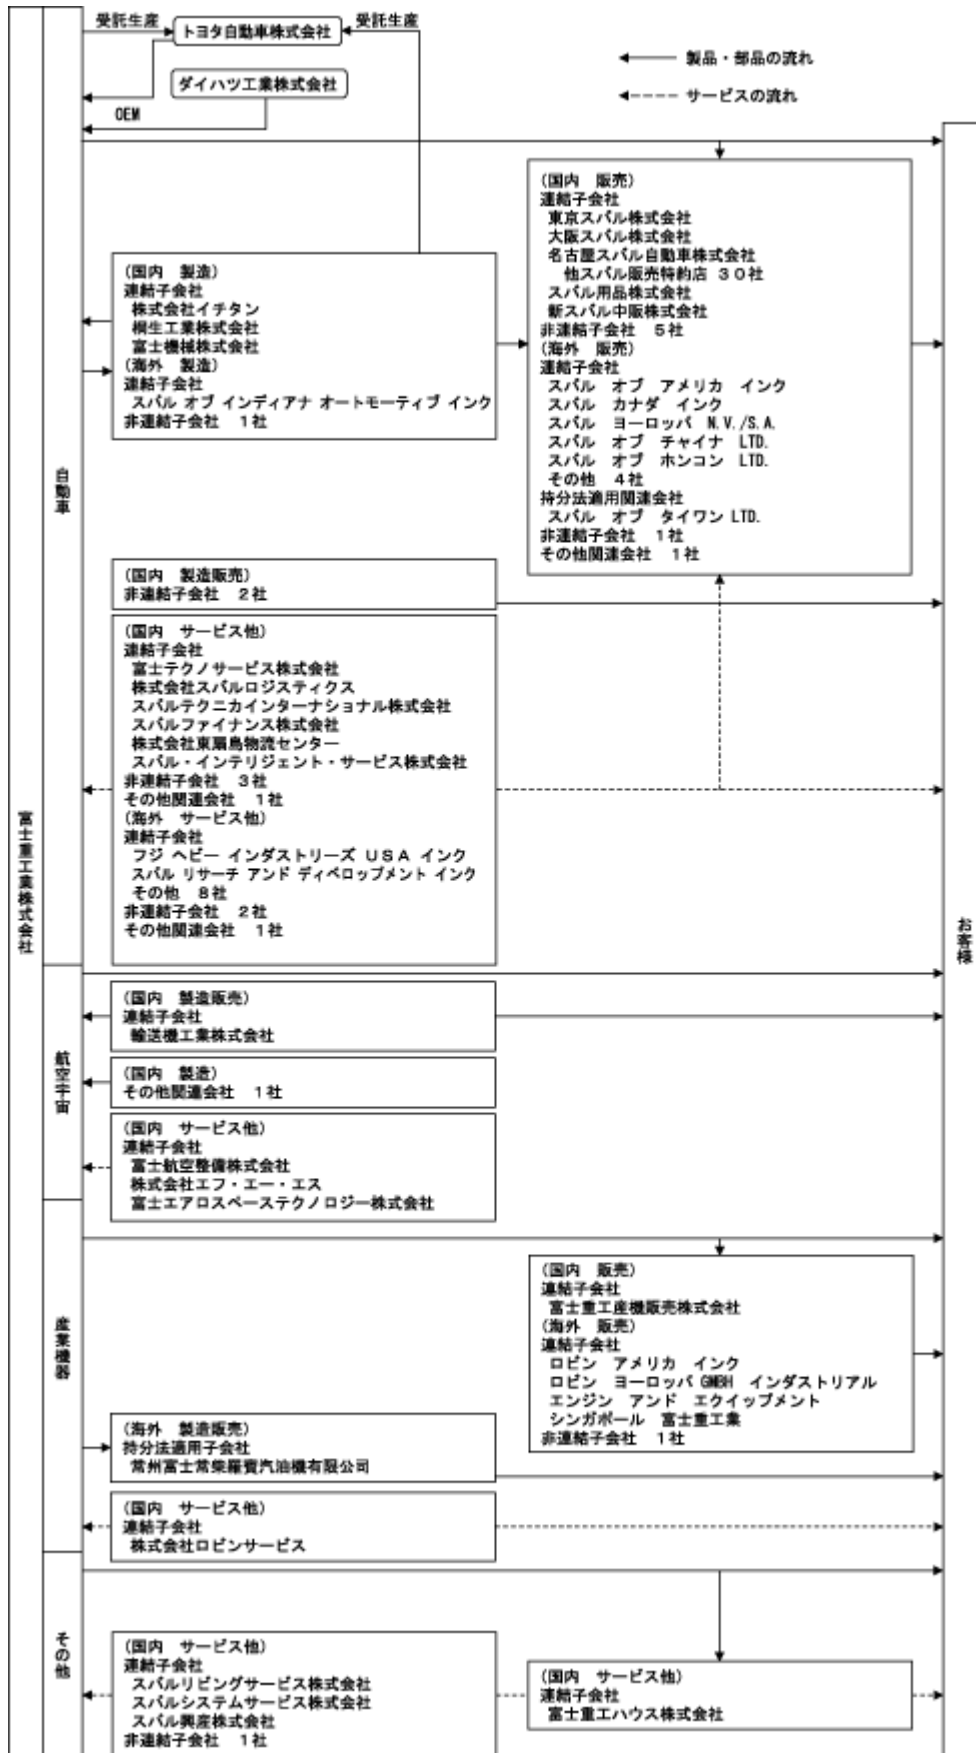 受託生産
トヨタ自動車株式会社
受託生産
ダイハツ工業株式会社
OEM
製品・部品の流れ
サービスの流れ
富士重工業株式会社
自動車
(国内　製造)
連結子会社
株式会社イチタン
桐生工業株式会社
富士機械株式会社
(海外　製造)
連結子会社
スバル オブ インディアナ オートモーティブ インク
非連結子会社　１社
(国内　販売)
連結子会社
東京スバル株式会社
大阪スバル株式会社
名古屋スバル自動車株式会社
他スバル販売特約店　３０社
スバル用品株式会社
新スバル中販株式会社
非連結子会社　５社
(海外　販売)
連結子会社
スバル　オブ　アメリカ　インク
スバル　カナダ　インク
スバル　ヨーロッパ　N.V./S.A.
スバル　オブ　チャイナ　LTD.
スバル　オブ　ホンコン　LTD.
その他　４社
持分法適用関連会社
スバル　オブ　タイワン LTD.
非連結子会社　１社
その他関連会社　１社
(国内　製造販売)
非連結子会社　２社
(国内　サービス他)
連結子会社
富士テクノサービス株式会社
株式会社スバルロジスティクス
スバルテクニカインターナショナル株式会社
スバルファイナンス株式会社
株式会社東扇島物流センター
スバル・インテリジェント・サービス株式会社
非連結子会社　３社
その他関連会社　１社
(海外　サービス他)
連結子会社
フジ ヘビー インダストリーズ ＵＳＡ インク
スバル リサーチ アンド ディベロップメント インク
その他　８社
非連結子会社　２社
その他関連会社　１社
お客様
航空宇宙
(国内　製造販売)
連結子会社
輸送機工業株式会社
(国内　製造)
その他関連会社　１社
(国内　サービス他)
連結子会社
富士航空整備株式会社
株式会社エフ・エー・エス
富士エアロスペーステクノロジー株式会社
産業機器
(国内　販売)
連結子会社
富士重工産機販売株式会社
(海外　販売)
連結子会社
ロビン　アメリカ　インク
ロビン　ヨーロッパ GMBH　インダストリアル
エンジン　アンド　エクイップメント
シンガポール　富士重工業
非連結子会社　１社
(海外　製造販売)
持分法適用子会社
常州富士常柴羅賓汽油機有限公司
(国内　サービス他)
連結子会社
株式会社ロビンサービス
その他
(国内　サービス他)
連結子会社
スバルリビングサービス株式会社
スバルシステムサービス株式会社
スバル興産株式会社
非連結子会社　１社
(国内　サービス他)
連結子会社
富士重工ハウス株式会社